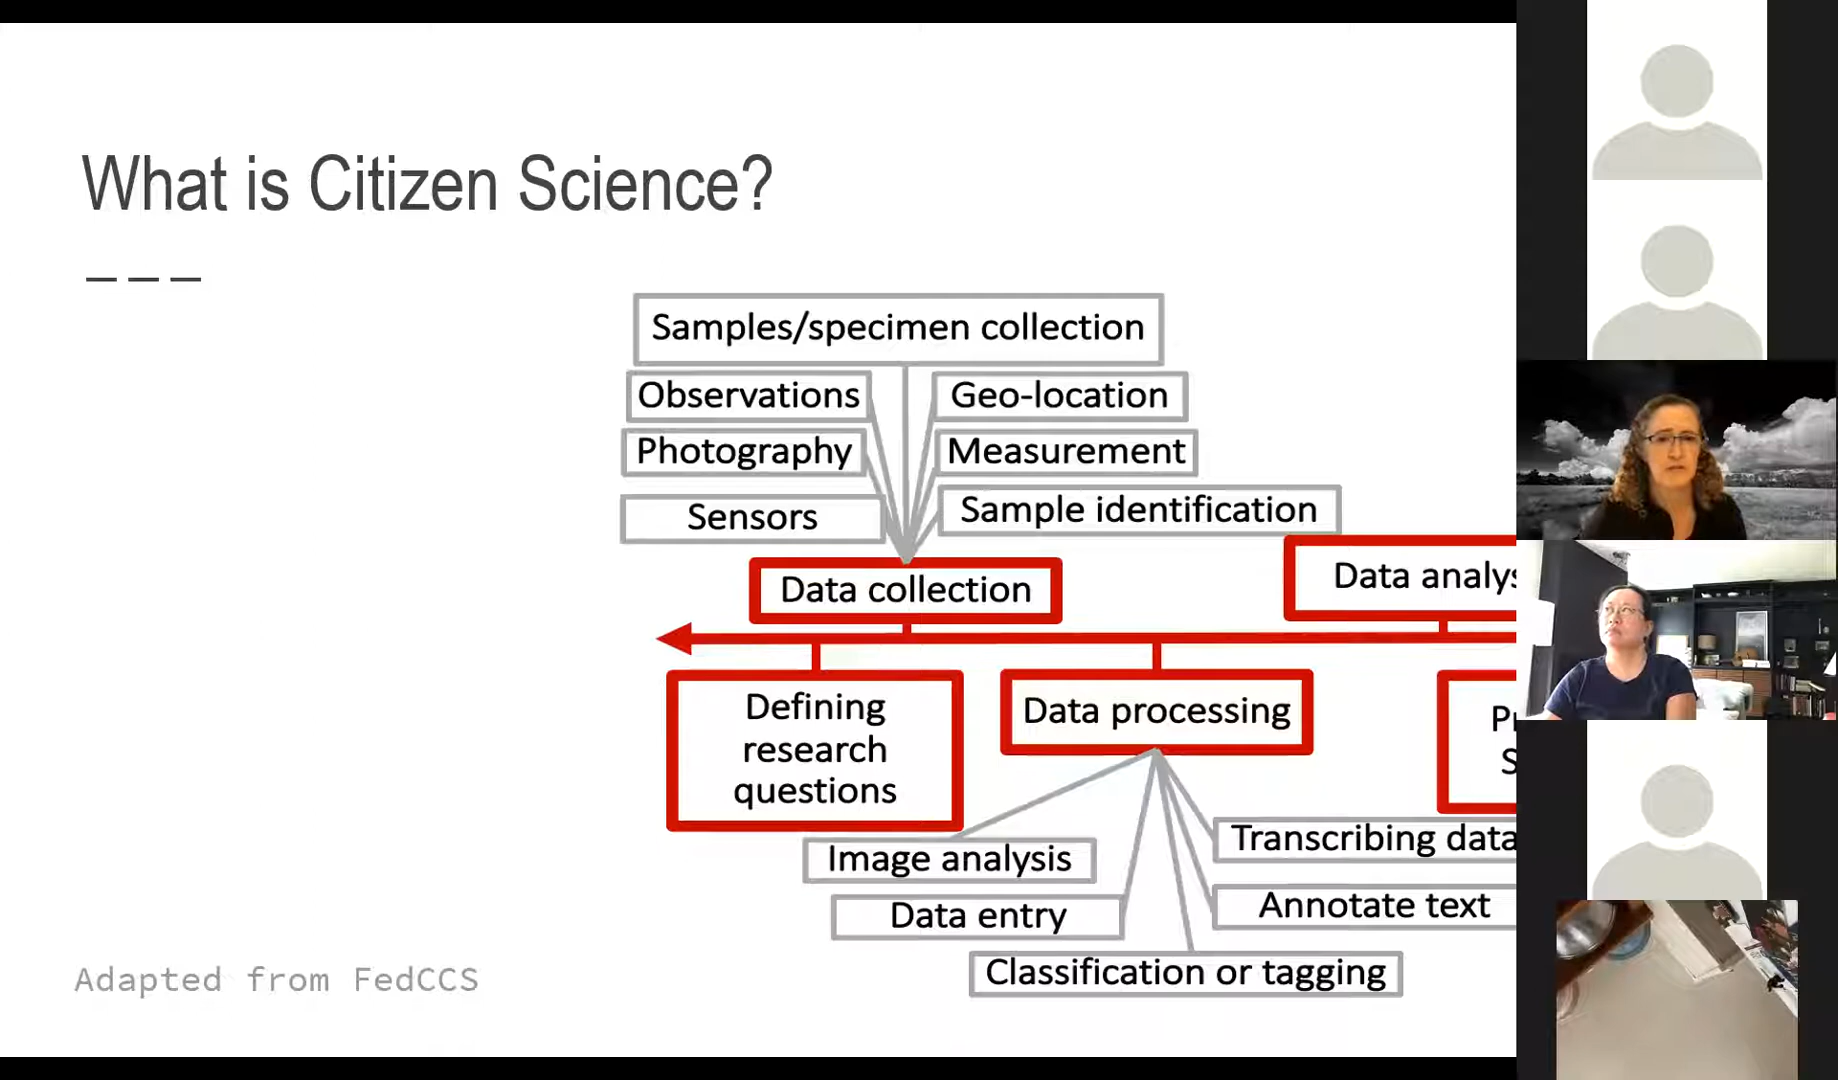 What is Citizen Science?
Samples/specimen collection
Observations
Geo-location
Photography
Measurement
Sensors
Sample identification
Data collection
Data
Defining
research
questions
Data processing
Image analysis
Transcribing data
Data entry
Annotate text
Classification or tagging
Adapted from FedCCS